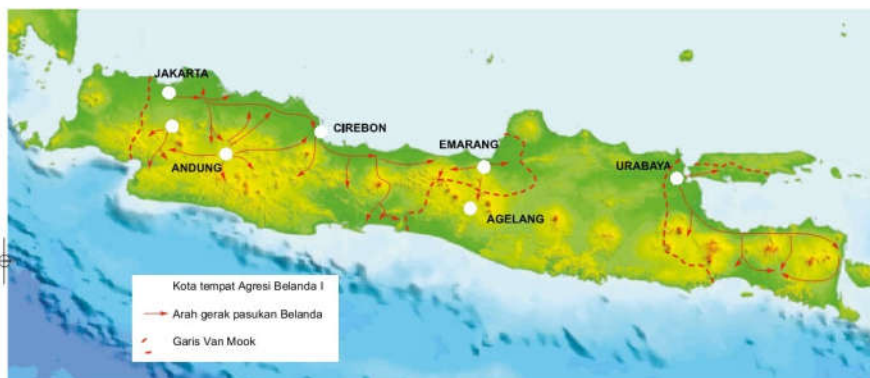 JAKARTA
CIREBON
ANDUNG
EMARANG
AGELANG
URABAYA
Kota tempat Agresi Belanda I
Arah gerak pasukan Belanda
Garis Van Mook